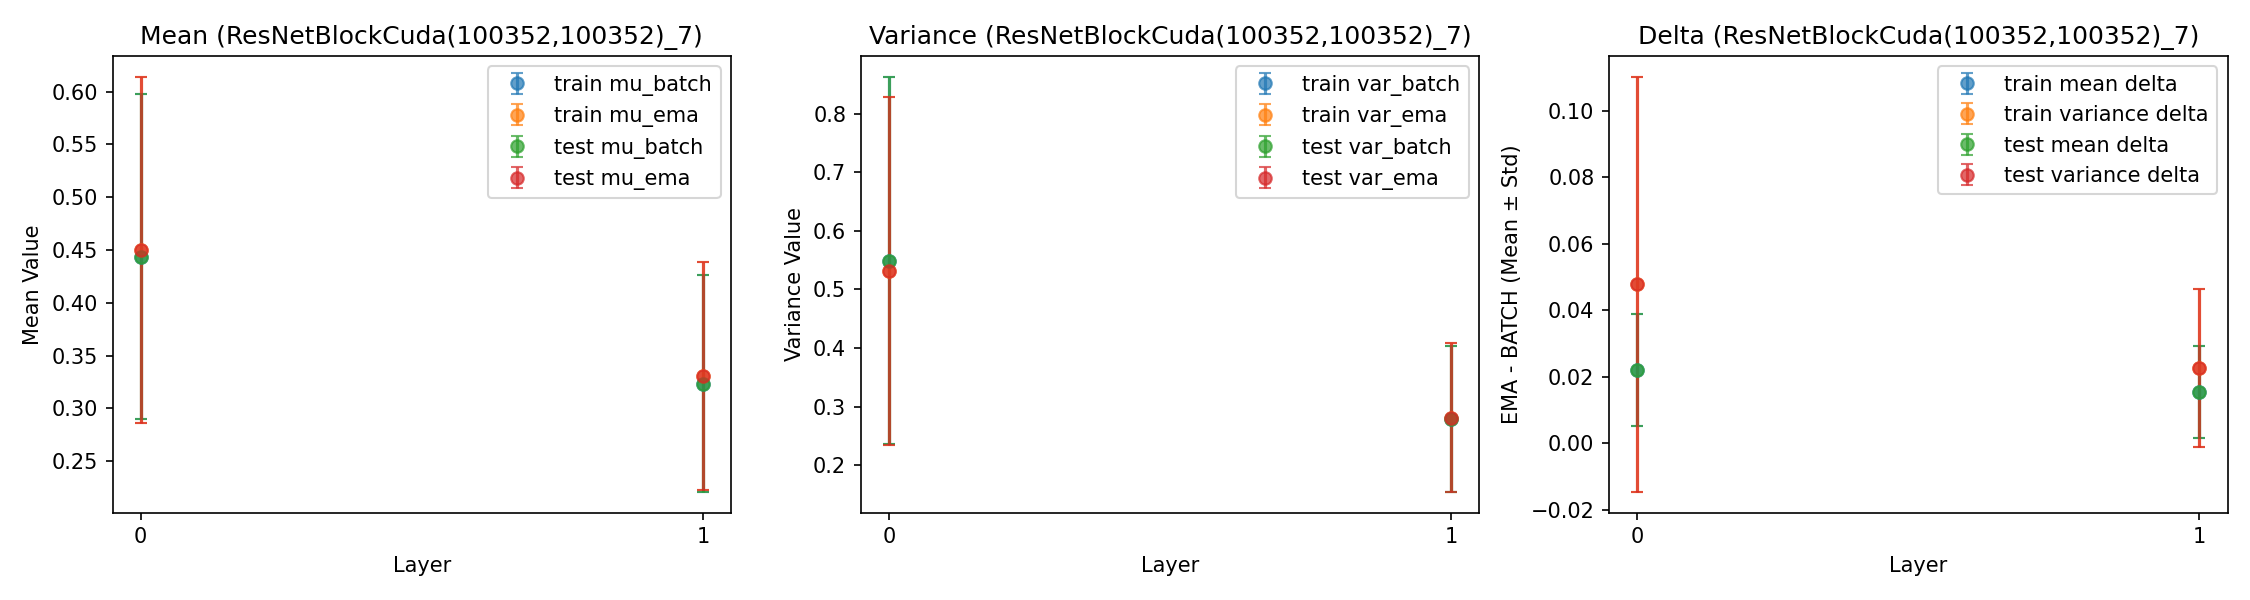 Mean (ResNetBlockCuda(100352,100352)_7)
Mean Value
0.60
0.55
0.50
0.45
0.40
0.35
0.30
0.25
train mu_batch
train mu_ema
test mu_batch
test mu_ema
0
1
Layer
Variance (ResNetBlockCuda(100352,100352)_7)
Variance Value
0.8
0.7
0.6
0.5
0.4
0.3
0.2
train var_batch
train var_ema
test var_batch
test var_ema
0
1
Layer
Delta (ResNetBlockCuda(100352,100352)_7)
EMA - BATCH (Mean ± Std)
0.10
0.08
0.06
0.04
0.02
0.00
−0.02
train mean delta
train variance delta
test mean delta
test variance delta
0
1
Layer